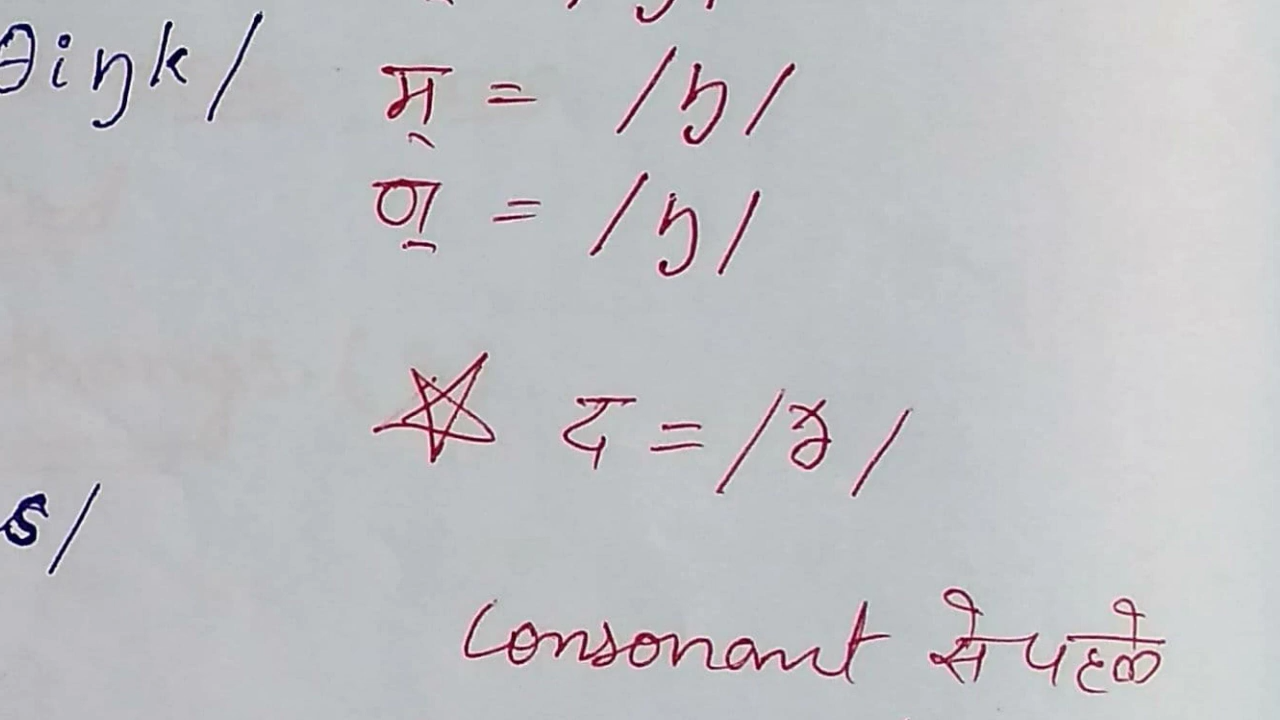 θiŋk/
म् = /ŋ/
ण् = /ŋ/
द = /ð/
s/
Consonant से पहले